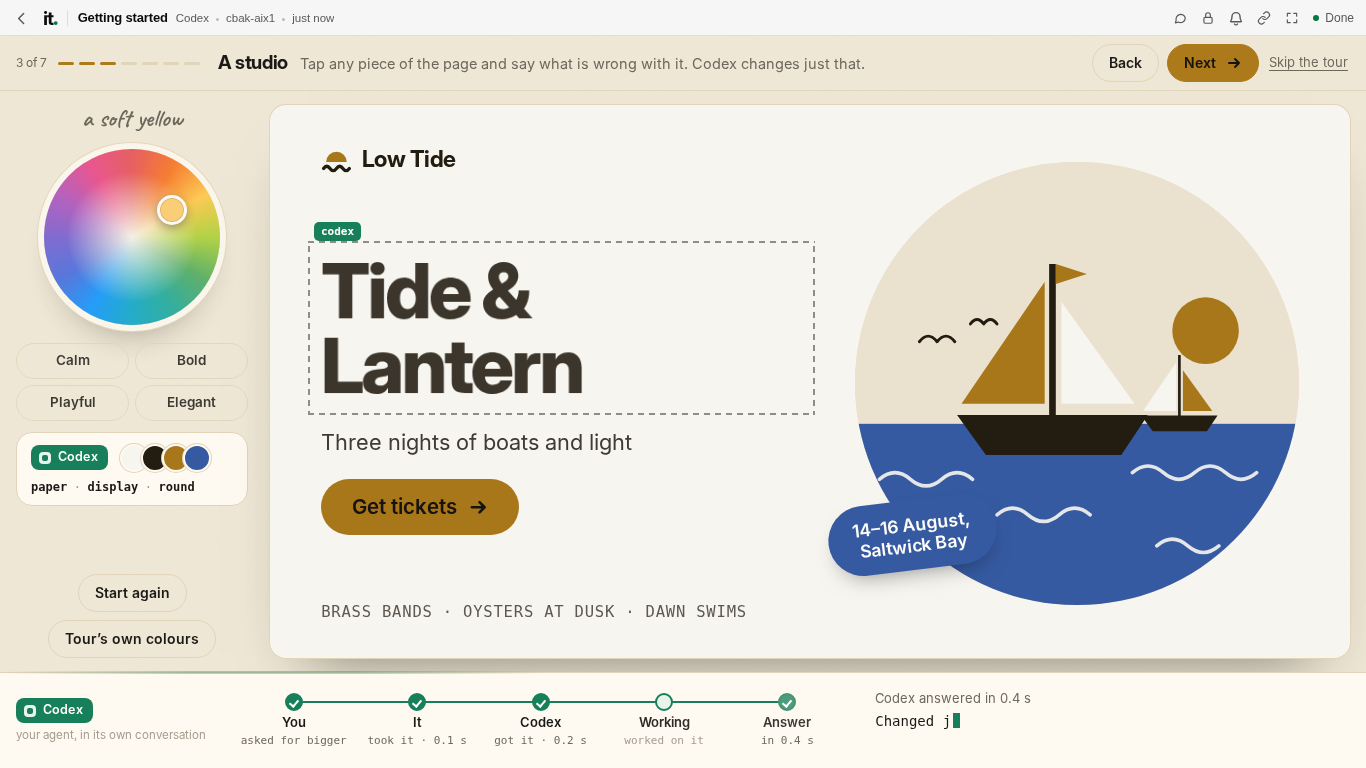 it.
Getting started
Codex • cbak-aix1 • just now
Done
3 of 7
A studio
Tap any piece of the page and say what is wrong with it. Codex changes just that.
Back
Next
Skip the tour
a soft yellow
Calm
Bold
Playful
Elegant
Codex
paper · display · round
Start again
Tour’s own colours
Low Tide
codex
Tide &
Lantern
Three nights of boats and light
Get tickets
14–16 August,
Saltwick Bay
BRASS BANDS · OYSTERS AT DUSK · DAWN SWIMS
Codex
your agent, in its own conversation
You
asked for bigger
It
took it · 0.1 s
Codex
got it · 0.2 s
Working
worked on it
Answer
in 0.4 s
Codex answered in 0.4 s
Changed j